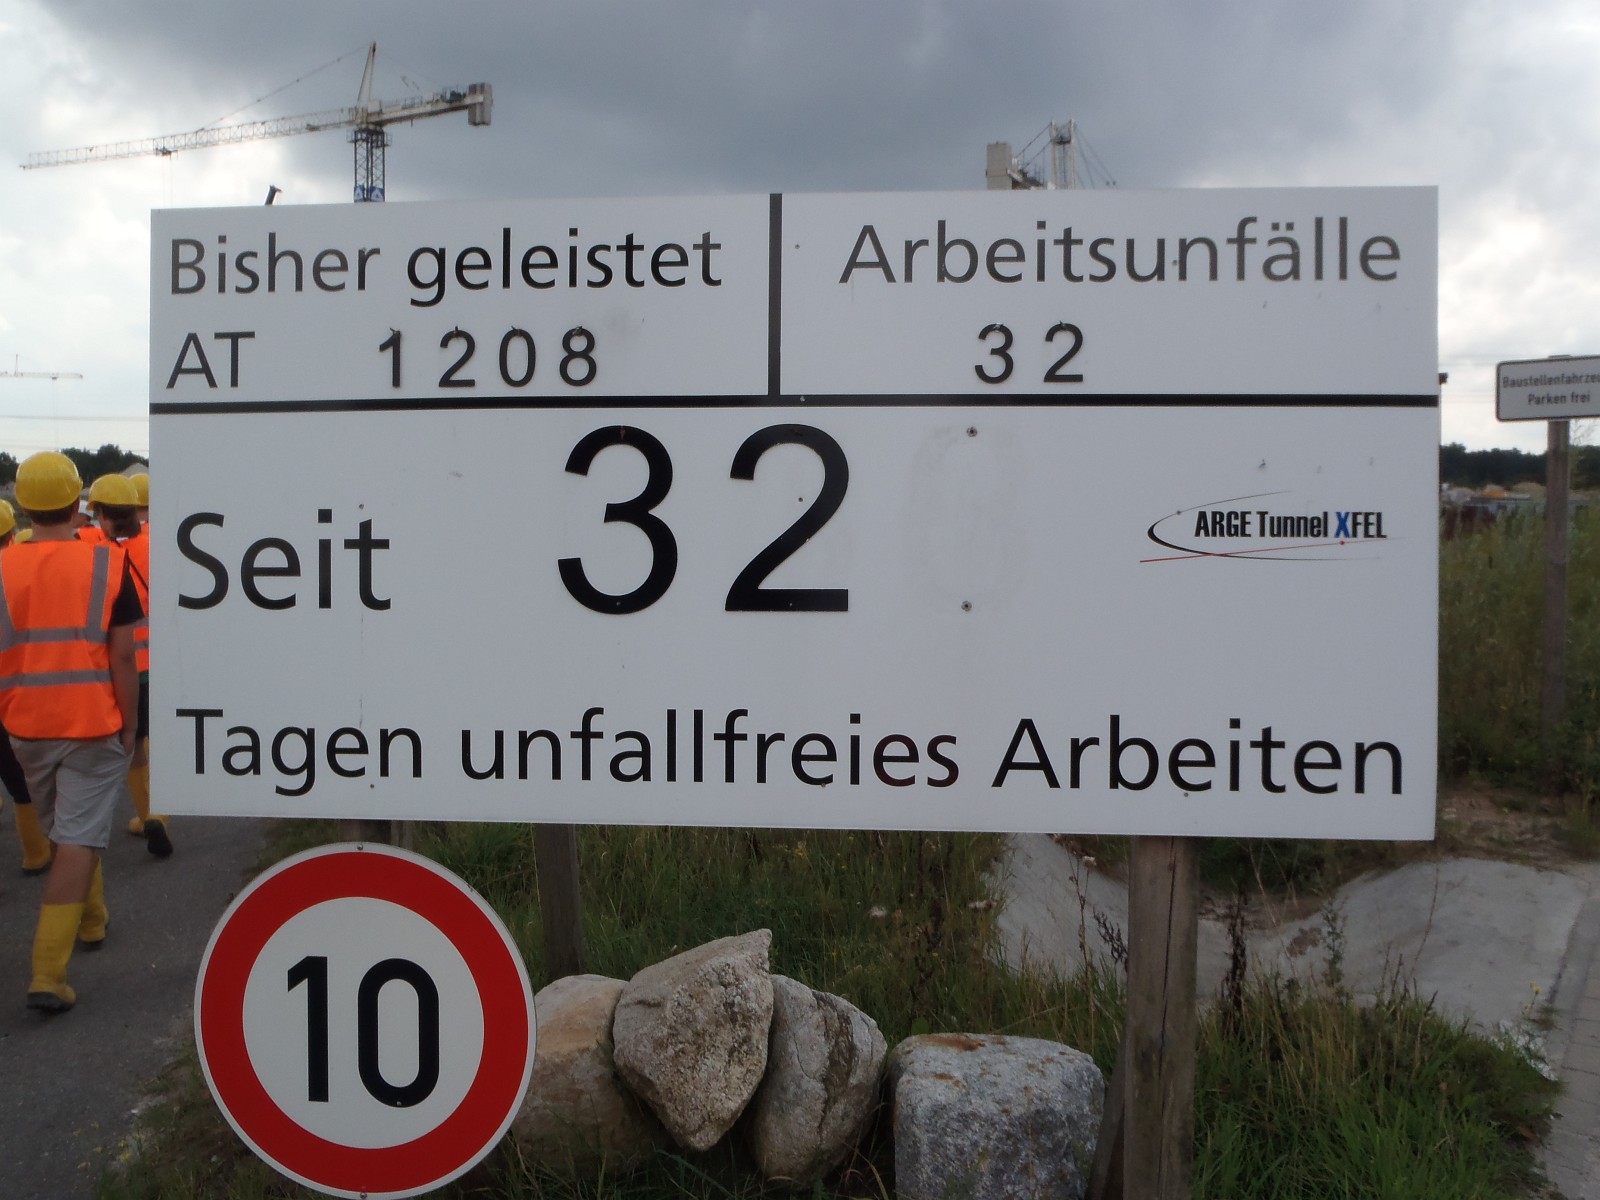 Bisher geleistet
AT 1208
Arbeitsunfälle
32
Seit 32
ARGE Tunnel XFEL
Tagen unfallfreies Arbeiten
10
Parken frei